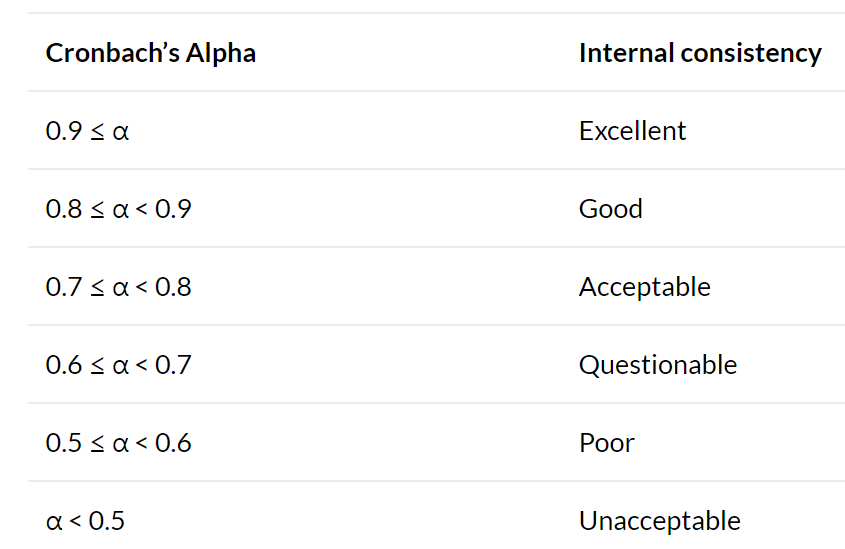 Cronbach’s Alpha Internal consistency
0.9 ≤ α Excellent
0.8 ≤ α < 0.9 Good
0.7 ≤ α < 0.8 Acceptable
0.6 ≤ α < 0.7 Questionable
0.5 ≤ α < 0.6 Poor
α < 0.5 Unacceptable